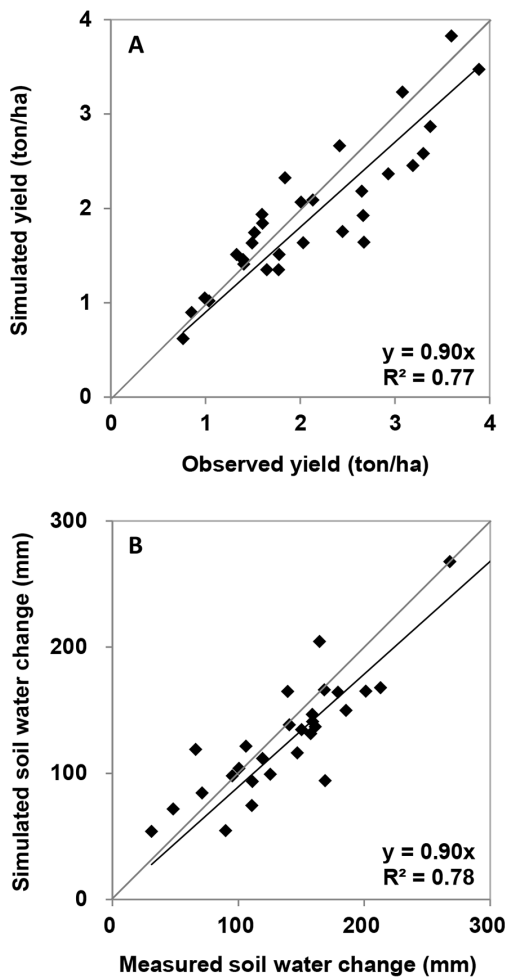 A
4
3
2
1
0
Simulated yield (ton/ha)
y = 0.90x
R² = 0.77
0 1 2 3 4
Observed yield (ton/ha)
B
300
200
100
0
Simulated soil water change (mm)
y = 0.90x
R² = 0.78
0 100 200 300
Measured soil water change (mm)